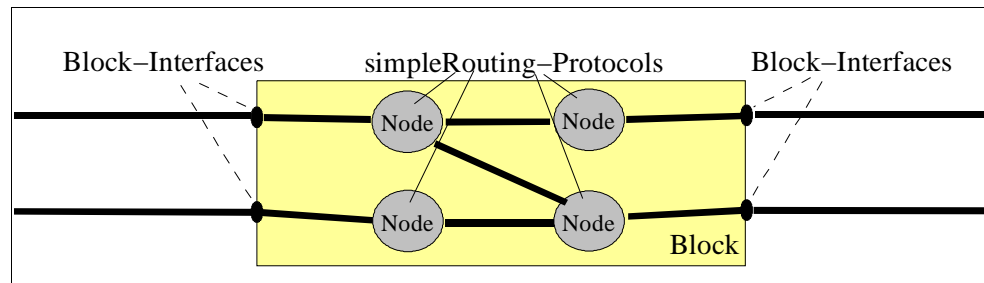 Block−Interfaces
simpleRouting−Protocols
Block−Interfaces
Node
Node
Node
Node
Block